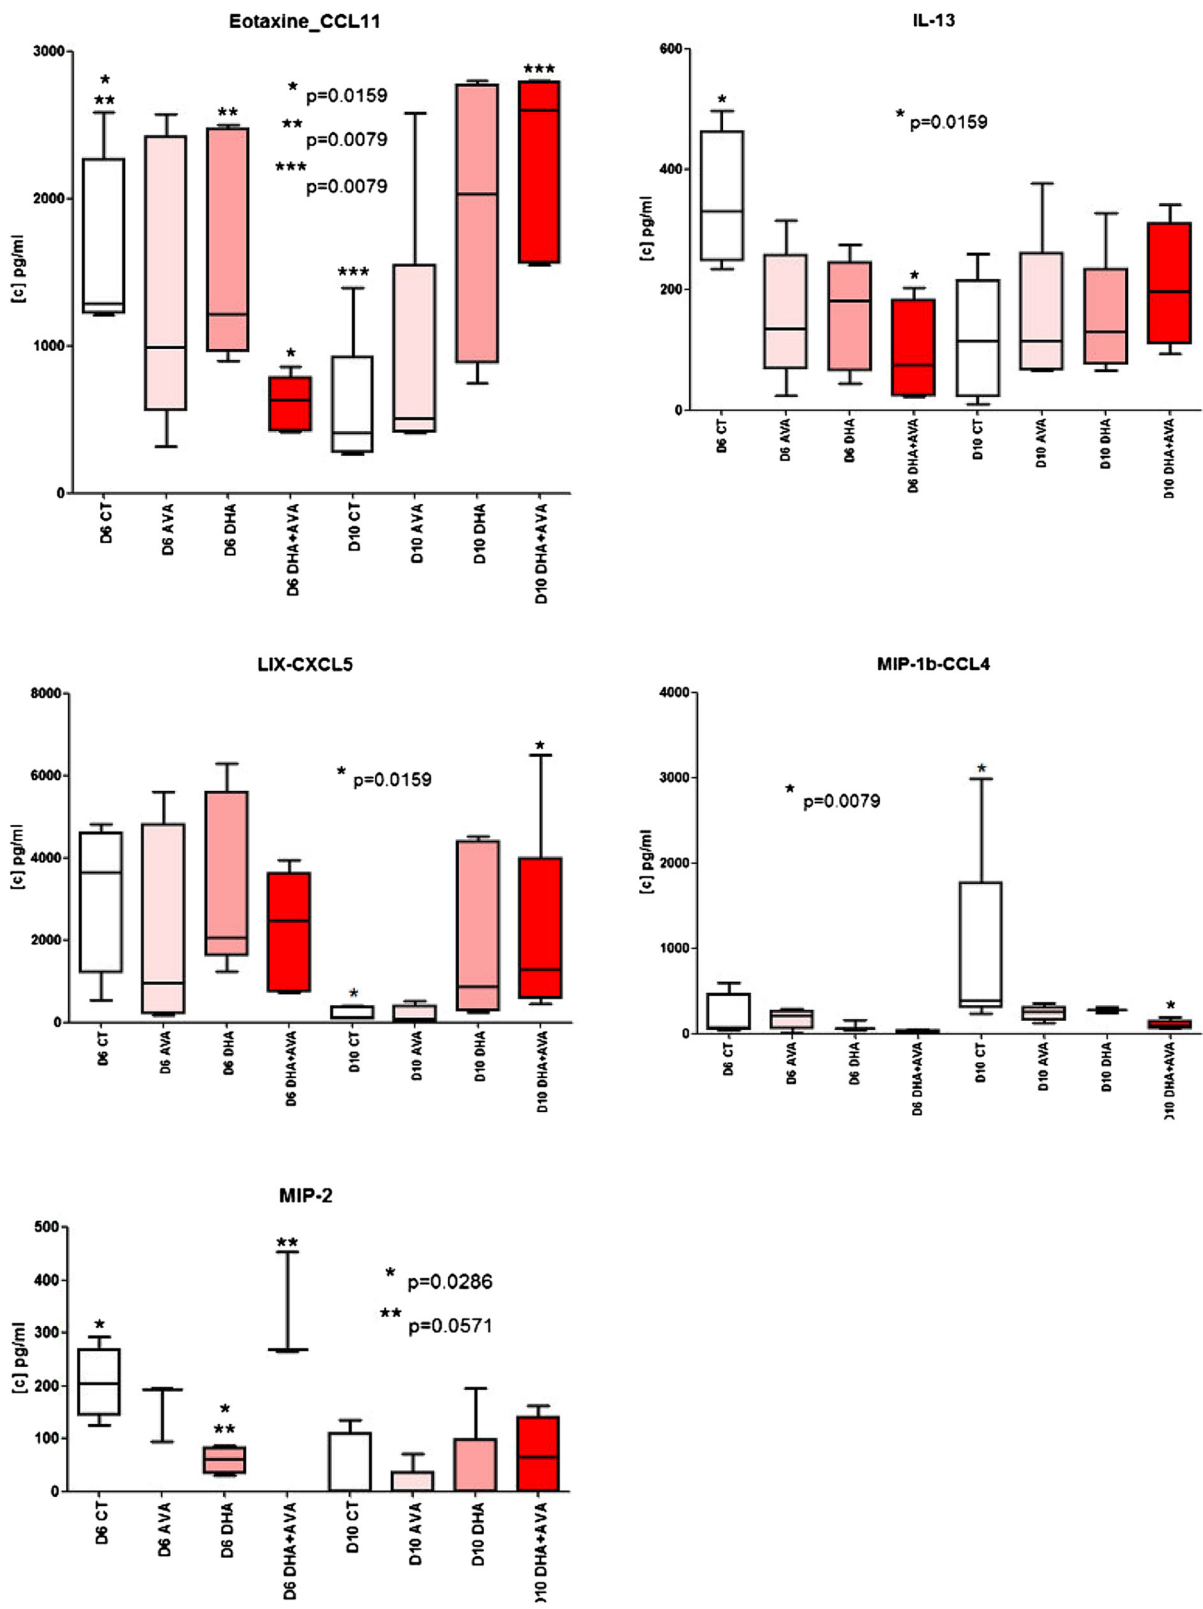 Eotaxine_CCL11
3000
2000
1000
0
[c] pg/ml
*
**
**
*
***
***
* p=0.0159
** p=0.0079
*** p=0.0079
D6 CT
D6 AVA
D6 DHA
D6 DHA+AVA
D10 CT
D10 AVA
D10 DHA
D10 DHA+AVA
IL-13
600
400
200
0
[c] pg/ml
*
*
* p=0.0159
D6 CT
D6 AVA
D6 DHA
D6 DHA+AVA
D10 CT
D10 AVA
D10 DHA
D10 DHA+AVA
LIX-CXCL5
8000
6000
4000
2000
0
[c] pg/ml
* p=0.0159
*
*
D6 CT
D6 AVA
D6 DHA
D6 DHA+AVA
D10 CT
D10 AVA
D10 DHA
D10 DHA+AVA
MIP-1b-CCL4
4000
3000
2000
1000
0
[c] pg/ml
* p=0.0079
*
*
D6 CT
D6 AVA
D6 DHA
D6 DHA+AVA
D10 CT
D10 AVA
D10 DHA
D10 DHA+AVA
MIP-2
500
400
300
200
100
0
[c] pg/ml
*
*
**
**
* p=0.0286
** p=0.0571
D6 CT
D6 AVA
D6 DHA
D6 DHA+AVA
D10 CT
D10 AVA
D10 DHA
D10 DHA+AVA